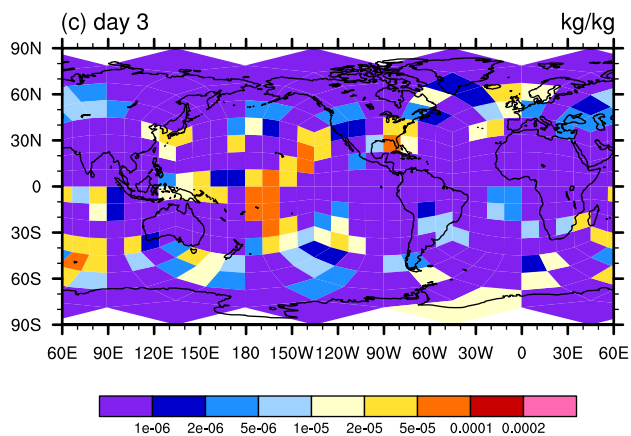 (c) day 3 kg/kg
90N
60N
30N
0
30S
60S
90S
60E 90E 120E 150E 180 150W 120W 90W 60W 30W 0 30E 60E
1e-06 2e-06 5e-06 1e-05 2e-05 5e-05 0.0001 0.0002